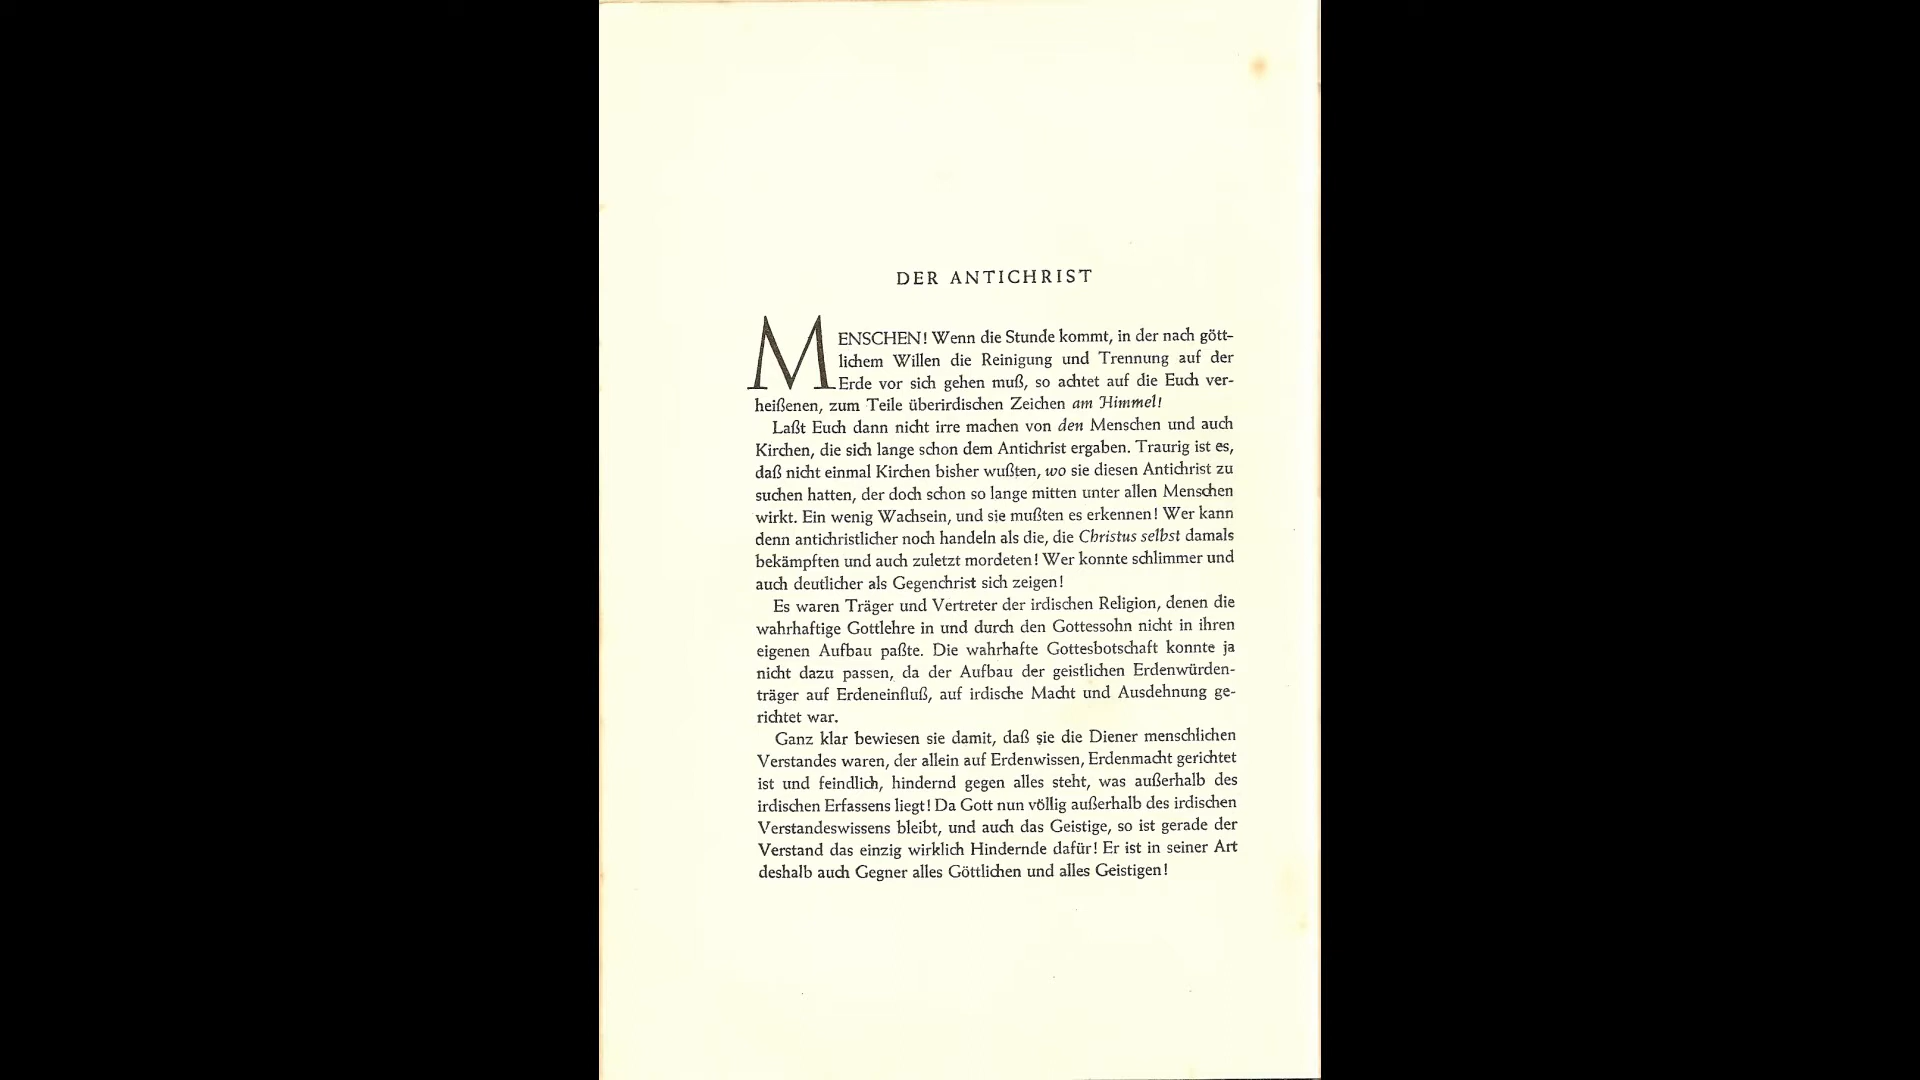 DER ANTICHRIST
MENSCHEN! Wenn die Stunde kommt, in der nach gött-
lichem Willen die Reinigung und Trennung auf der
Erde vor sich gehen muß, so achtet auf die Euch ver-
heißenen, zum Teile überirdischen Zeichen am Himmel!
Laßt Euch dann nicht irre machen von den Menschen und auch
Kirchen, die sich lange schon dem Antichrist ergaben. Traurig ist es,
daß nicht einmal Kirchen bisher wußten, wo sie diesen Antichrist zu
suchen hatten, der doch schon so lange mitten unter allen Menschen
wirkt. Ein wenig Wachsein, und sie mußten es erkennen! Wer kann
denn antichristlicher noch handeln als die, die Christus selbst damals
bekämpften und auch zuletzt mordeten! Wer konnte schlimmer und
auch deutlicher als Gegenchrist sich zeigen!
Es waren Träger und Vertreter der irdischen Religion, denen die
wahrhaftige Gottlehre in und durch den Gottessohn nicht in ihren
eigenen Aufbau paßte. Die wahrhafte Gottesbotschaft konnte ja
nicht dazu passen, da der Aufbau der geistlichen Erdenwürden-
träger auf Erdeneinfluß, auf irdische Macht und Ausdehnung ge-
richtet war.
Ganz klar bewiesen sie damit, daß sie die Diener menschlichen
Verstandes waren, der allein auf Erdenwissen, Erdenmacht gerichtet
ist und feindlich, hindernd gegen alles steht, was außerhalb des
irdischen Erfassens liegt! Da Gott nun völlig außerhalb des irdischen
Verstandeswissens bleibt, und auch das Geistige, so ist gerade der
Verstand das einzig wirklich Hindernde dafür! Er ist in seiner Art
deshalb auch Gegner alles Göttlichen und alles Geistigen!